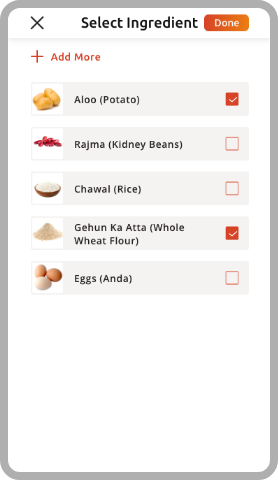 Select Ingredient
Done
Add More
Aloo (Potato)
Rajma (Kidney Beans)
Chawal (Rice)
Gehun Ka Atta (Whole
Wheat Flour)
Eggs (Anda)